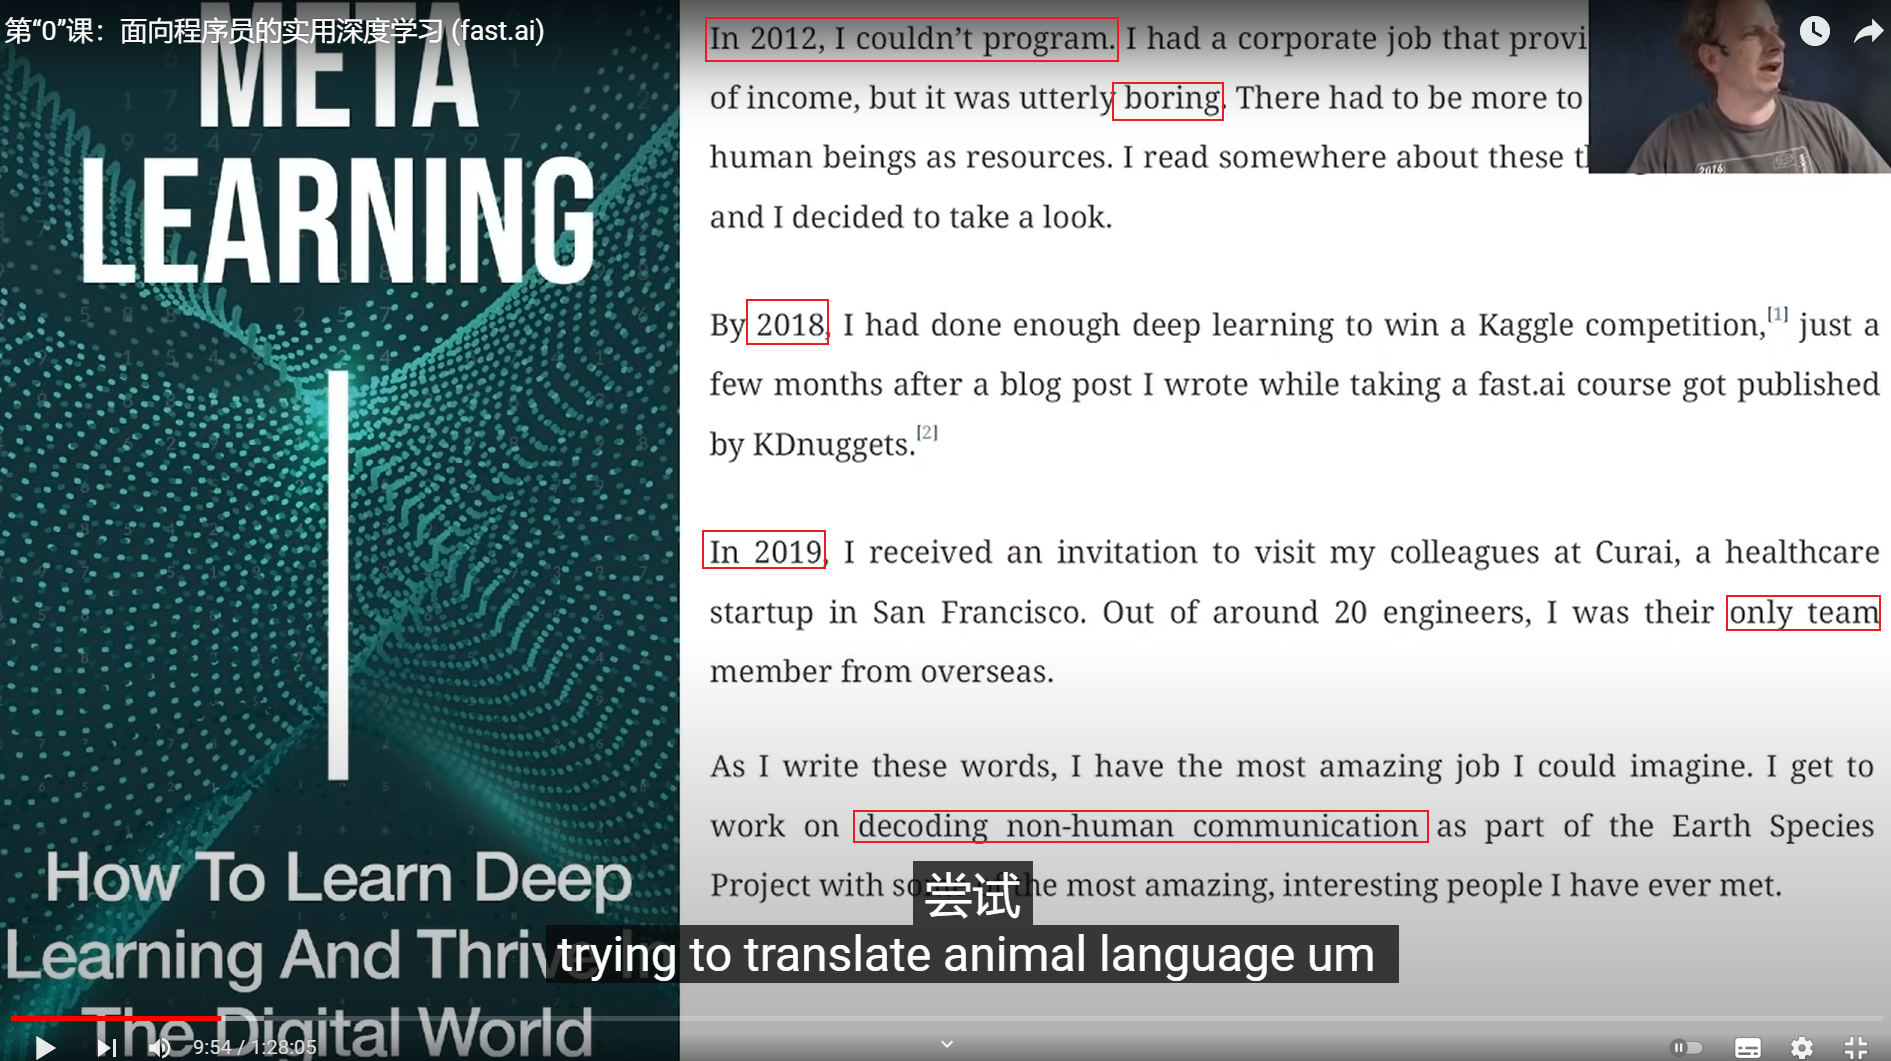 第“0”课：面向程序员的实用深度学习 (fast.ai)
META
LEARNING
How To Learn Deep
Learning And Thrive In
The Digital World
In 2012, I couldn’t program. I had a corporate job that provi
of income, but it was utterly boring. There had to be more to
human beings as resources. I read somewhere about these
and I decided to take a look.
By 2018, I had done enough deep learning to win a Kaggle competition,[1] just a
few months after a blog post I wrote while taking a fast.ai course got published
by KDnuggets.[2]
In 2019, I received an invitation to visit my colleagues at Curai, a healthcare
startup in San Francisco. Out of around 20 engineers, I was their only team
member from overseas.
As I write these words, I have the most amazing job I could imagine. I get to
work on decoding non-human communication as part of the Earth Species
Project with some of the most amazing, interesting people I have ever met.
尝试
trying to translate animal language um
9:54 / 1:28:05
2016